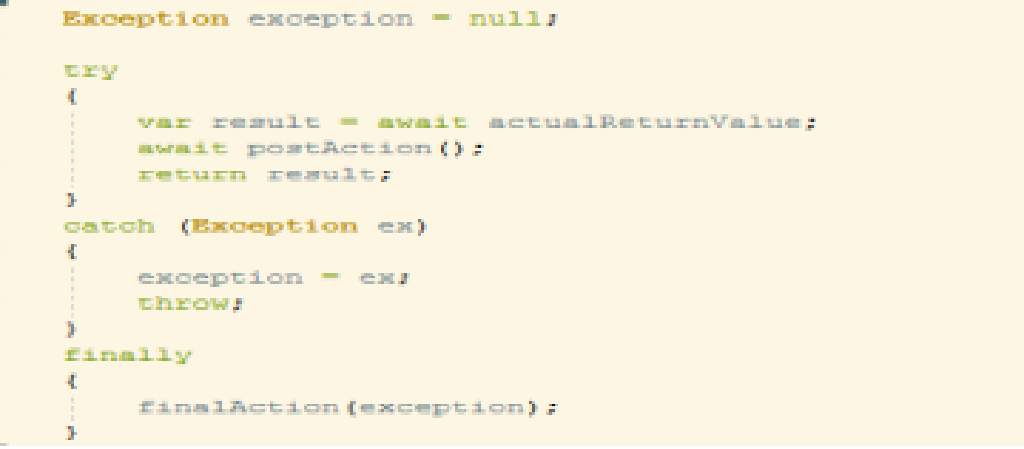 Exception exception = null;
try
{
var result = await actualReturnValue;
await postAction();
return result;
}
catch (Exception ex)
{
exception = ex;
throw;
}
finally
{
finalAction(exception);
}